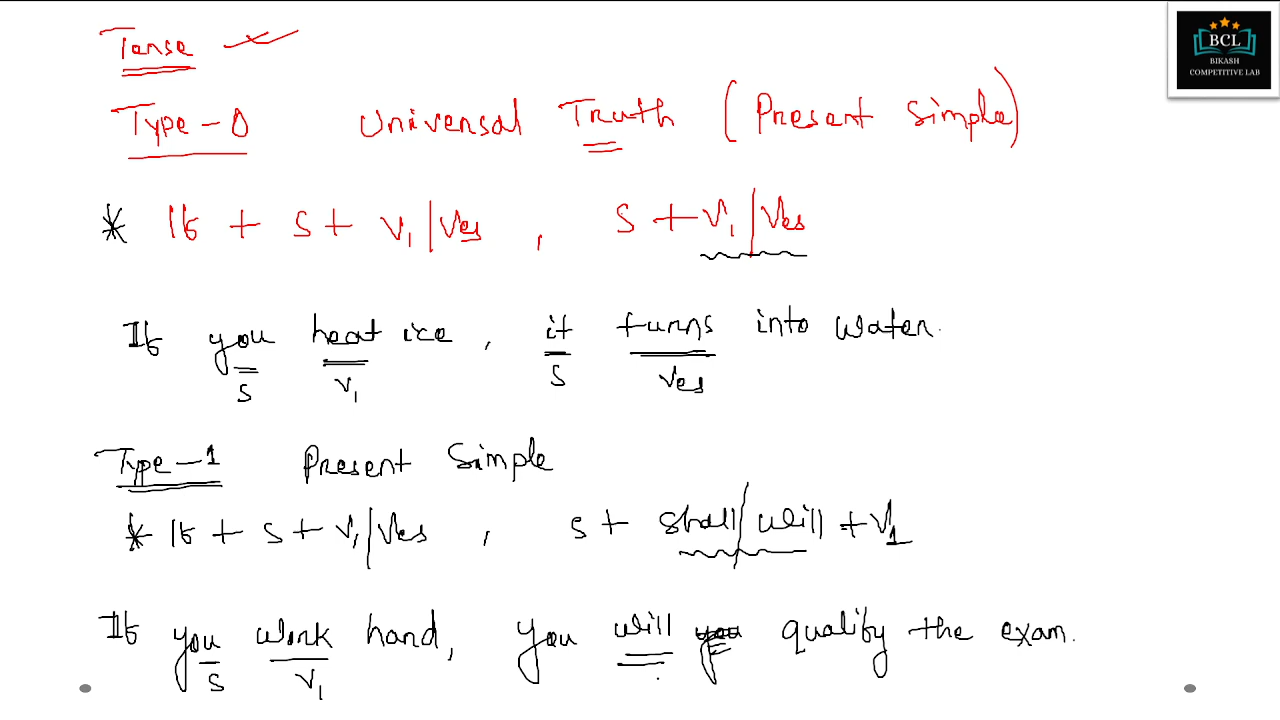 Tense
BCL
BIKASH
COMPETITIVE LAB
Type - 0 Universal Truth (Present Simple)
* If + S + V₁ | Ves , S + V₁ | Ves
If you heat ice , it turns into water.
S V₁ S Ves
Type - 1 Present Simple
* If + S + V₁ | Ves , S + shall / will + V₁
If you work hard, you will you qualify the exam.
S V₁